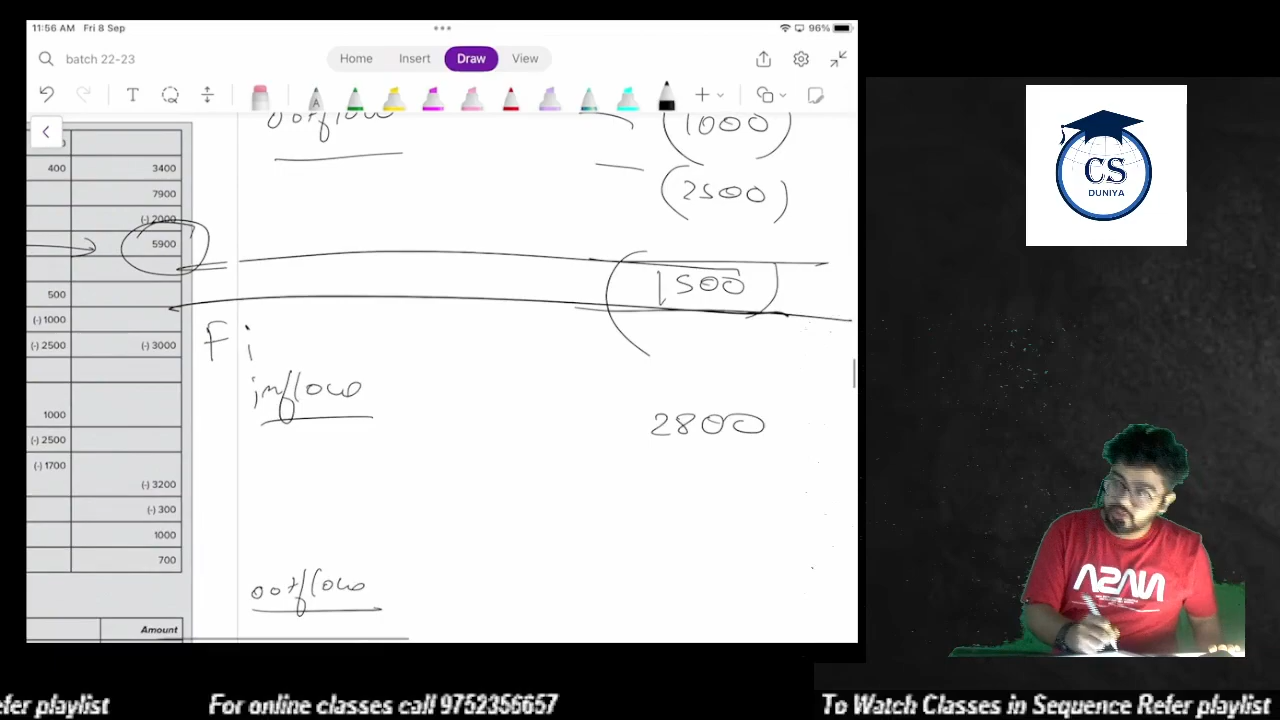 11:56 AM Fri 8 Sep
96%
batch 22-23
Home Insert Draw View
outflow
(1000)
(2500)
(1500)
Fi
inflow
2800
outflow
400 3400
7900
(-) 2000
5900
500
(-) 1000
(-) 2500 (-) 3000
1000
(-) 2500
(-) 1700
(-) 3200
(-) 300
1000
700
Amount
CS
DUNIYA
NASA
efer playlist For online classes call 9752356657 To Watch Classes in Sequence Refer playlist